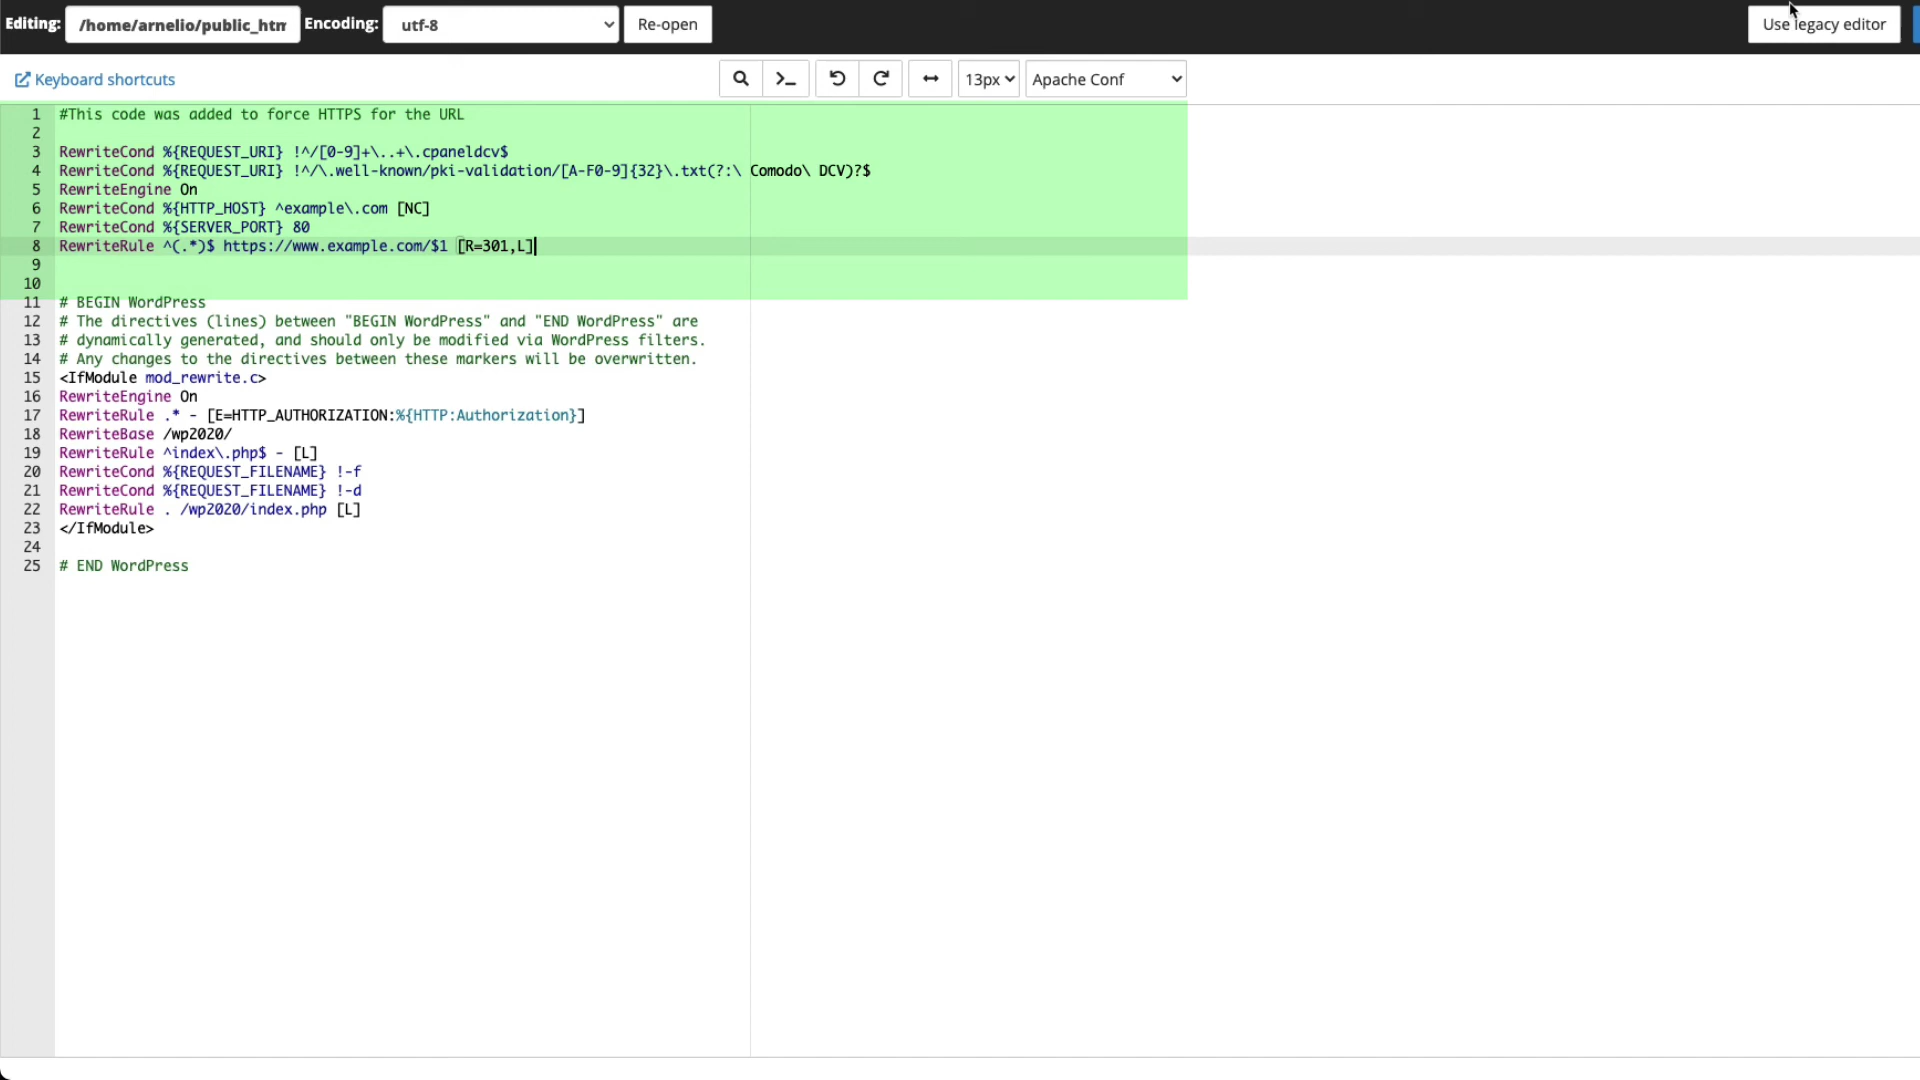 Editing: /home/arnelio/public_htm Encoding: utf-8 Re-open Use legacy editor
Keyboard shortcuts 13px Apache Conf
1 #This code was added to force HTTPS for the URL
2
3 RewriteCond %{REQUEST_URI} !^/[0-9]+\..+\.cpaneldcv$
4 RewriteCond %{REQUEST_URI} !^/\.well-known/pki-validation/[A-F0-9]{32}\.txt(?:\ Comodo\ DCV)?$
5 RewriteEngine On
6 RewriteCond %{HTTP_HOST} ^example\.com [NC]
7 RewriteCond %{SERVER_PORT} 80
8 RewriteRule ^(.*)$ https://www.example.com/$1 [R=301,L]
9
10
11 # BEGIN WordPress
12 # The directives (lines) between "BEGIN WordPress" and "END WordPress" are
13 # dynamically generated, and should only be modified via WordPress filters.
14 # Any changes to the directives between these markers will be overwritten.
15 <IfModule mod_rewrite.c>
16 RewriteEngine On
17 RewriteRule .* - [E=HTTP_AUTHORIZATION:%{HTTP:Authorization}]
18 RewriteBase /wp2020/
19 RewriteRule ^index\.php$ - [L]
20 RewriteCond %{REQUEST_FILENAME} !-f
21 RewriteCond %{REQUEST_FILENAME} !-d
22 RewriteRule . /wp2020/index.php [L]
23 </IfModule>
24
25 # END WordPress